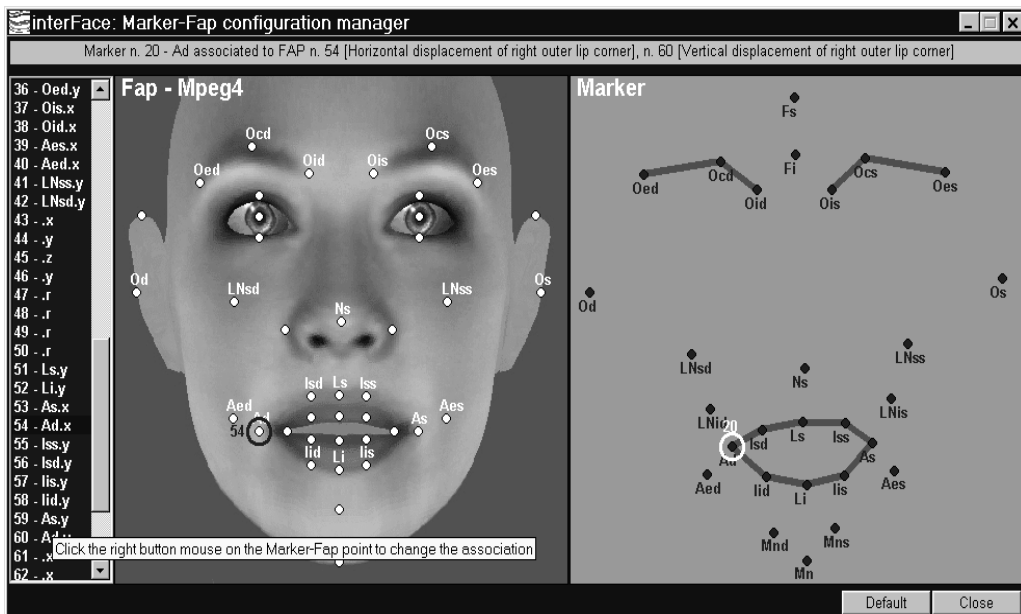 interFace: Marker-Fap configuration manager
Marker n. 20 - Ad associated to FAP n. 54 [Horizontal displacement of right outer lip corner], n. 60 [Vertical displacement of right outer lip corner]
36 - Oed.y
37 - Ois.x
38 - Oid.x
39 - Aes.x
40 - Aed.x
41 - LNss.y
42 - LNsd.y
43 - .x
44 - .y
45 - .z
46 - .y
47 - .r
48 - .r
49 - .r
50 - .r
51 - Ls.y
52 - Li.y
53 - As.x
54 - Ad.x
55 - Iss.y
56 - Isd.y
57 - Iis.y
58 - Iid.y
59 - As.y
60 - Ad.y
61 - .x
62 - .x
Fap - Mpeg4
Ocd
Ocs
Oed
Oid
Ois
Oes
Od
Os
LNsd
LNss
Ns
Isd
Ls
Iss
Aed
Ad
As
Aes
54
Iid
Li
Iis
Click the right button mouse on the Marker-Fap point to change the association
Marker
Fs
Fi
Oed
Ocd
Oid
Ois
Ocs
Oes
Od
Os
LNsd
LNss
Ns
LNid
LNis
20
Isd
Ls
Iss
Ad
As
Aed
Iid
Li
Iis
Aes
Mnd
Mns
Mn
Default
Close